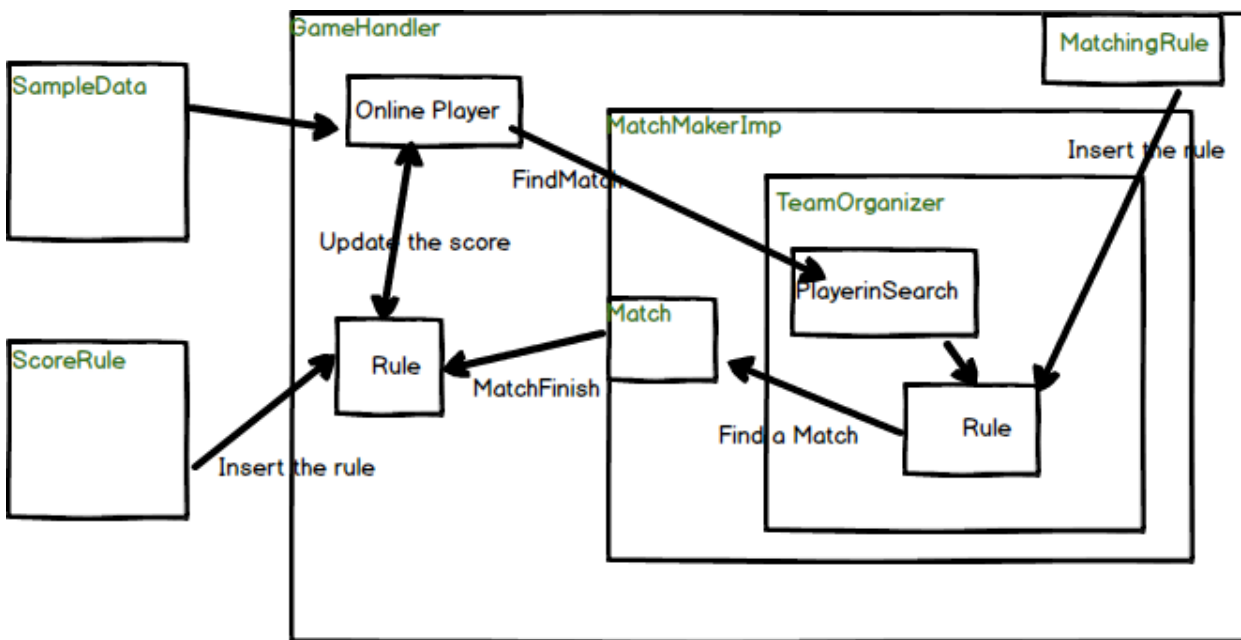 GameHandler
MatchingRule
SampleData
Online Player
MatchMakerImp
Insert the rule
FindMatch
TeamOrganizer
Update the score
PlayerinSearch
Match
ScoreRule
Rule
MatchFinish
Find a Match
Rule
Insert the rule